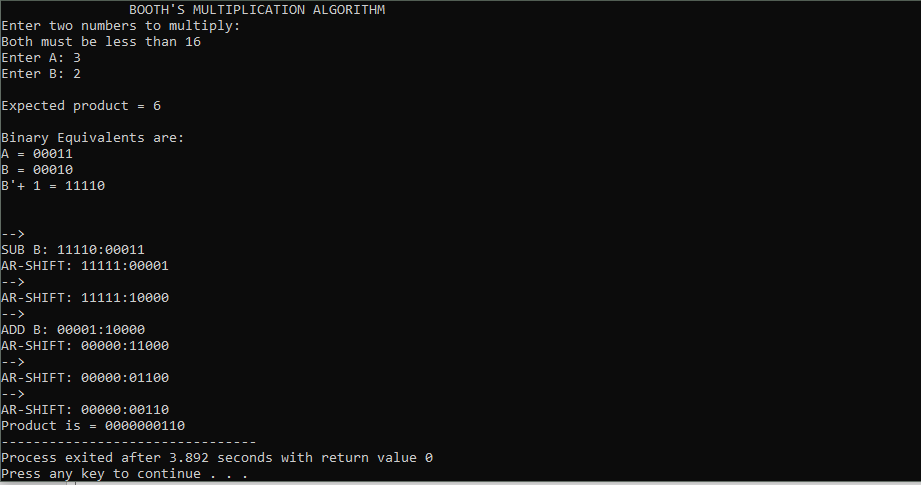 BOOTH'S MULTIPLICATION ALGORITHM
Enter two numbers to multiply:
Both must be less than 16
Enter A: 3
Enter B: 2
Expected product = 6
Binary Equivalents are:
A = 00011
B = 00010
B'+ 1 = 11110
-->
SUB B: 11110:00011
AR-SHIFT: 11111:00001
-->
AR-SHIFT: 11111:10000
-->
ADD B: 00001:10000
AR-SHIFT: 00000:11000
-->
AR-SHIFT: 00000:01100
-->
AR-SHIFT: 00000:00110
Product is = 0000000110
--------------------------------
Process exited after 3.892 seconds with return value 0
Press any key to continue . . .